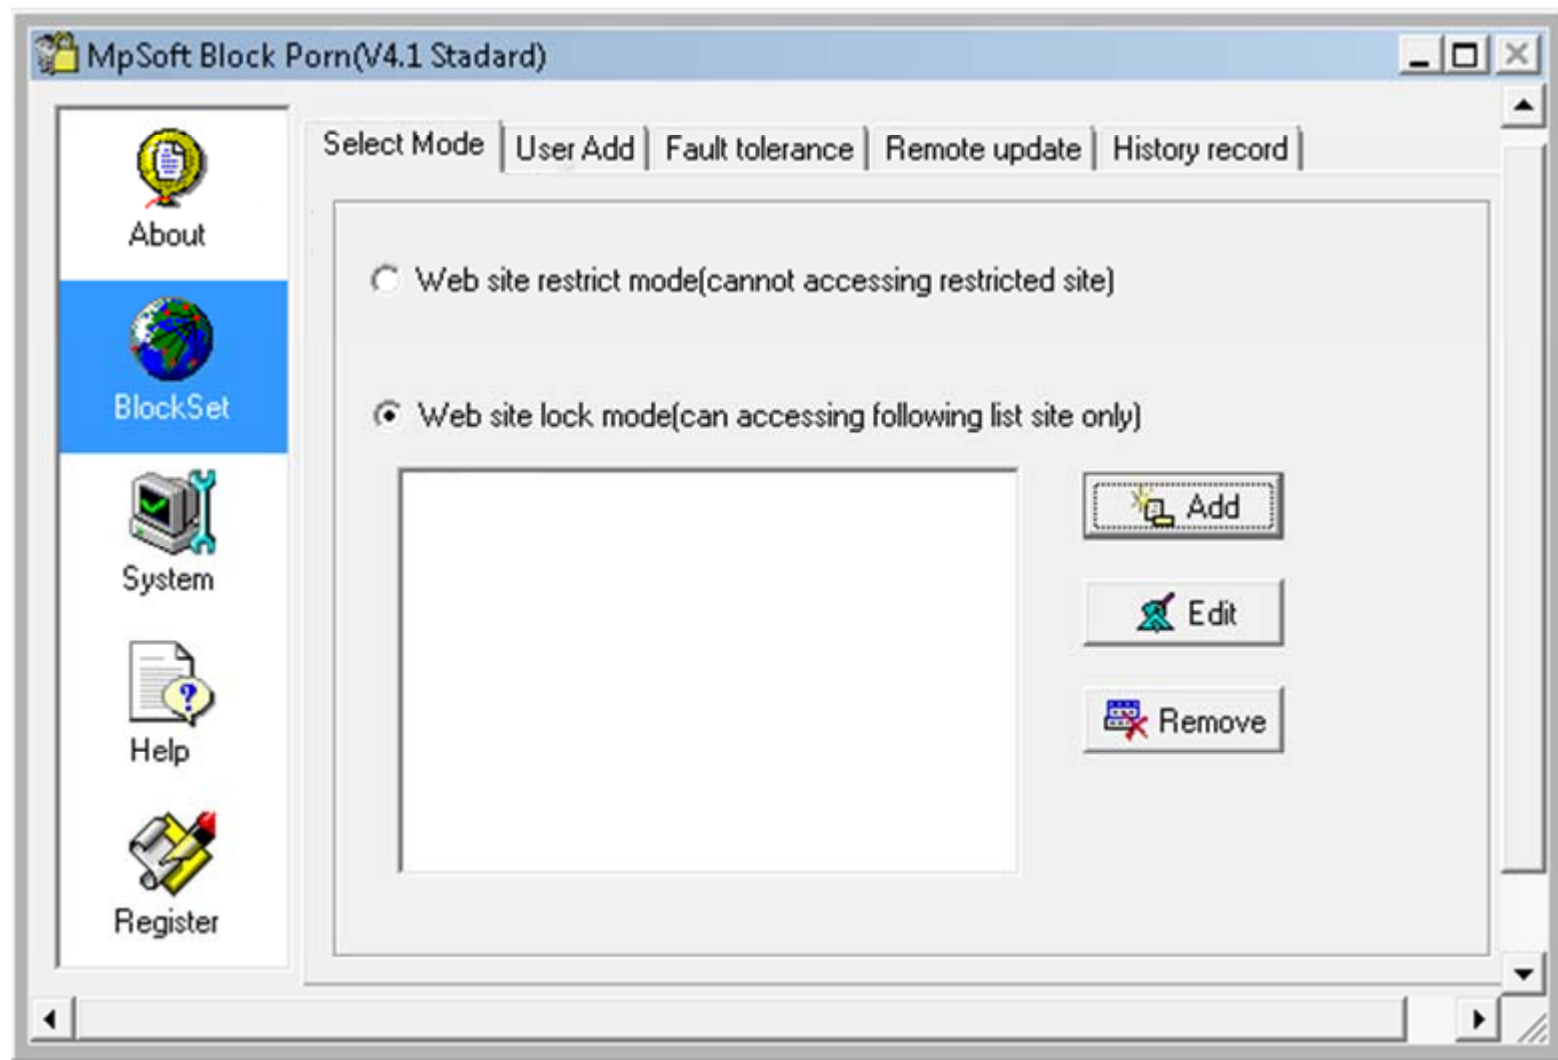 MpSoft Block Porn(V4.1 Stadard)
About
BlockSet
System
Help
Register
Select Mode
User Add
Fault tolerance
Remote update
History record
Web site restrict mode(cannot accessing restricted site)
Web site lock mode(can accessing following list site only)
Add
Edit
Remove